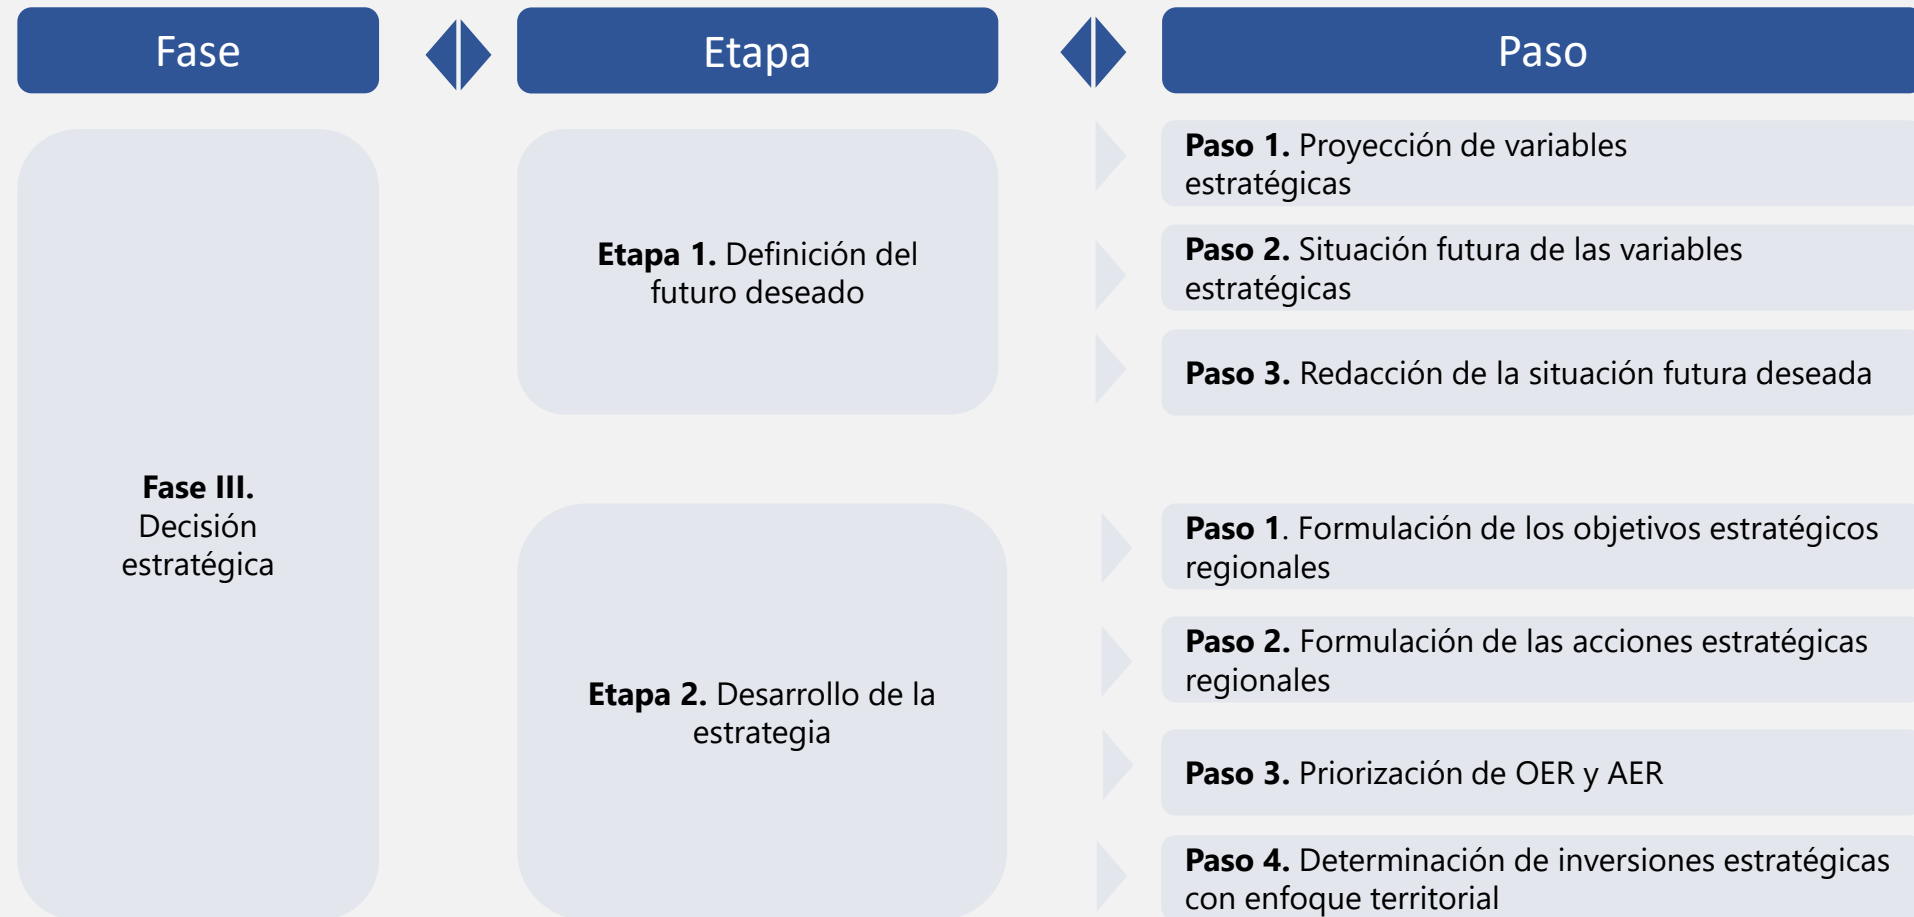 Fase
Etapa
Paso
Fase III.
Decisión
estratégica
Etapa 1. Definición del
futuro deseado
Paso 1. Proyección de variables
estratégicas
Paso 2. Situación futura de las variables
estratégicas
Paso 3. Redacción de la situación futura deseada
Etapa 2. Desarrollo de la
estrategia
Paso 1. Formulación de los objetivos estratégicos
regionales
Paso 2. Formulación de las acciones estratégicas
regionales
Paso 3. Priorización de OER y AER
Paso 4. Determinación de inversiones estratégicas
con enfoque territorial